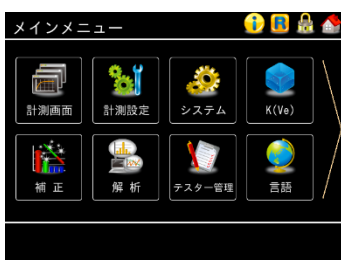 メインメニュー
i R
計測画面 計測設定 システム K(Ve)
補 正 解 析 テスター管理 言語